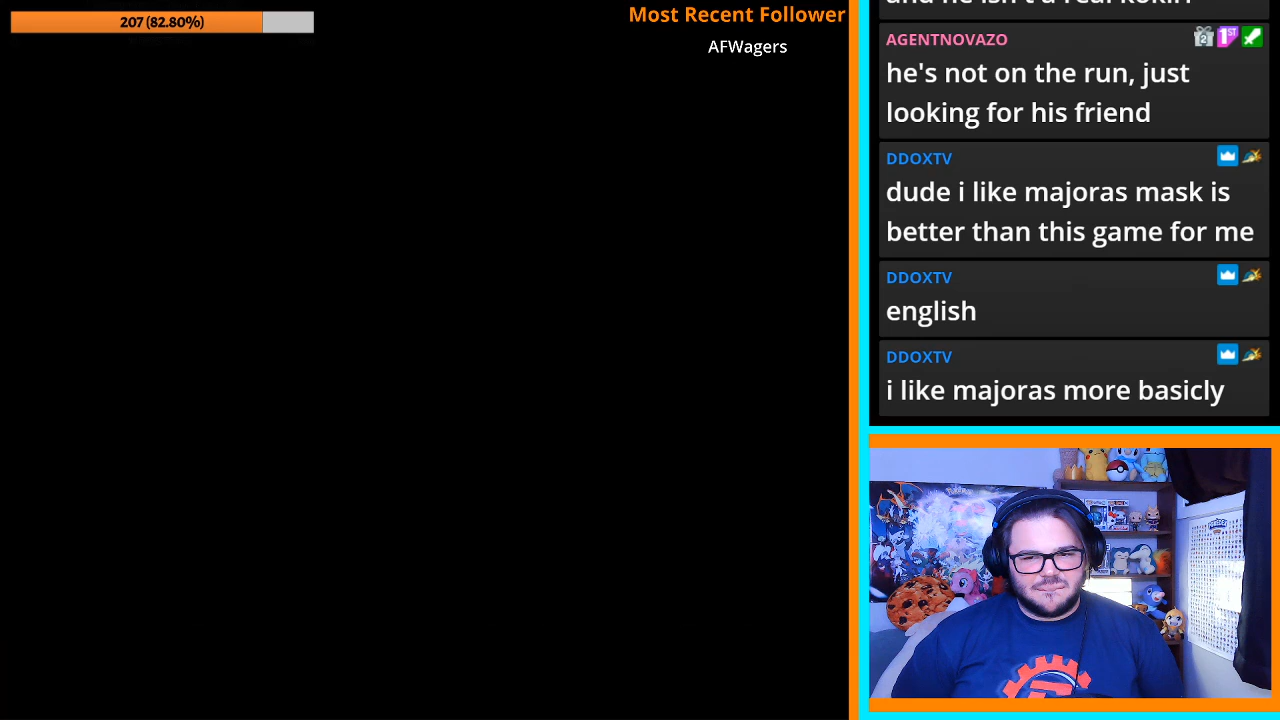 207 (82.80%)
Most Recent Follower
AFWagers
AGENTNOVAZO
he's not on the run, just
looking for his friend
DDOXTV
dude i like majoras mask is
better than this game for me
DDOXTV
english
DDOXTV
i like majoras more basicly